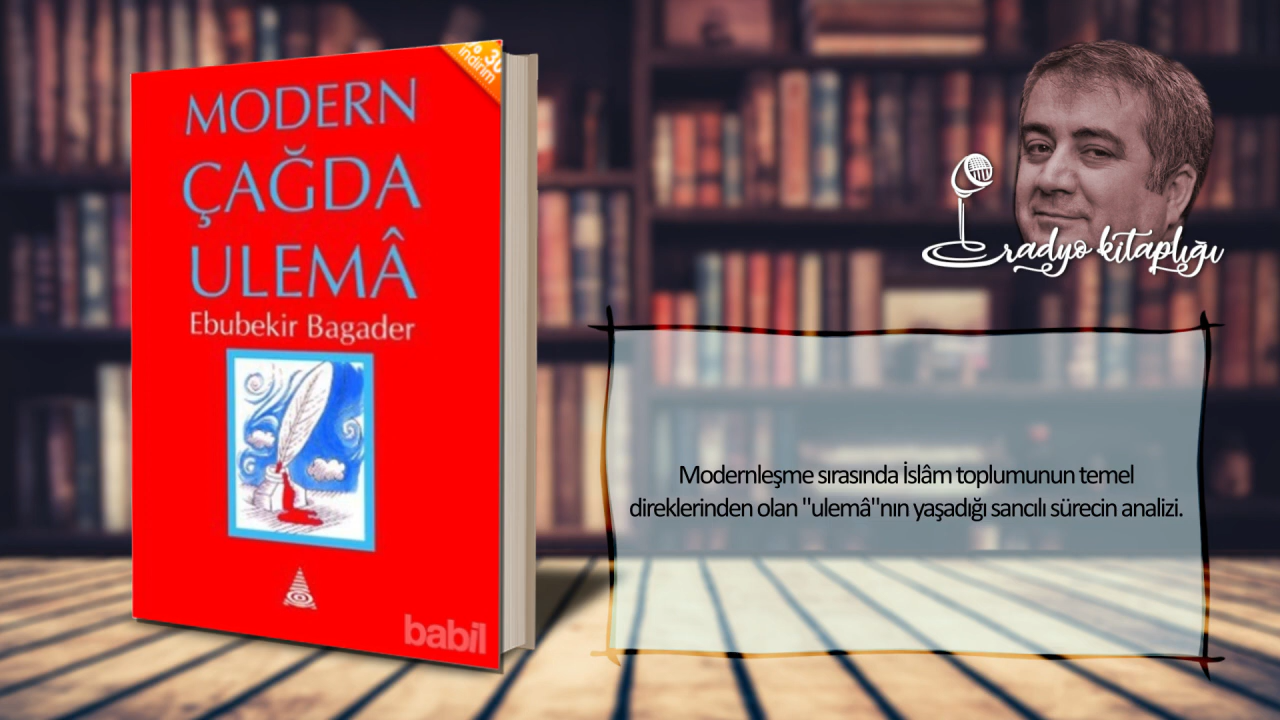 MODERN
ÇAĞDA
ULEMÂ
Ebubekir Bagader
indirim
babil
radyo kitaplığı
Modernleşme sırasında İslâm toplumunun temel
direklerinden olan "ulemâ"nın yaşadığı sancılı sürecin analizi.